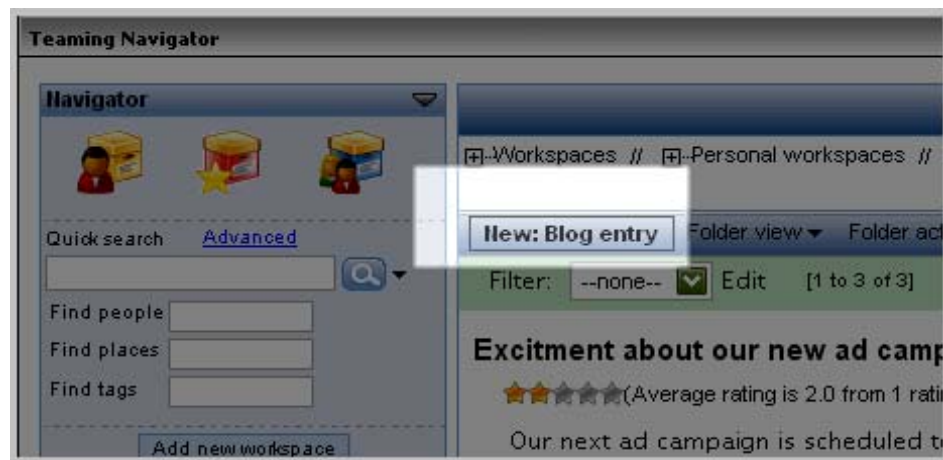 Teaming Navigator
Navigator
Workspaces // Personal workspaces //
Quick search Advanced
New: Blog entry Folder view Folder act
Filter: --none-- Edit [1 to 3 of 3]
Find people
Find places
Find tags
Excitment about our new ad camp
(Average rating is 2.0 from 1 rati
Our next ad campaign is scheduled t
Add new workspace